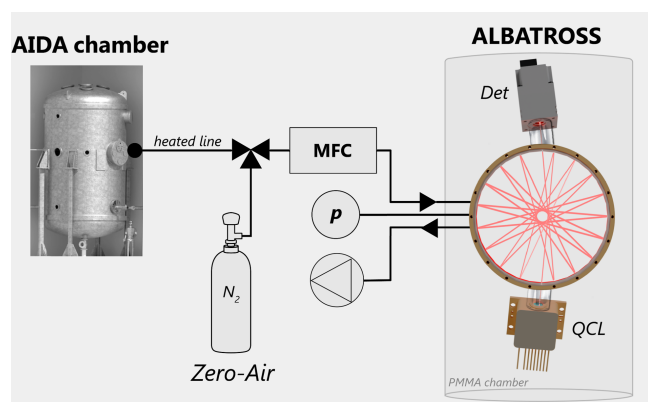 AIDA chamber
ALBATROSS
Det
heated line
MFC
p
N2
QCL
Zero-Air
PMMA chamber